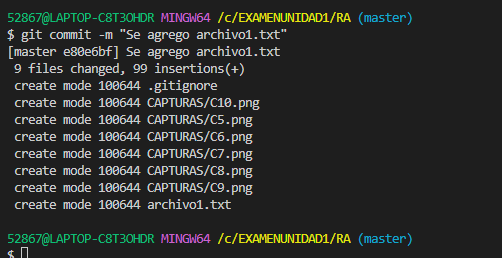 52867@LAPTOP-C8T3OHDR MINGW64 /c/EXAMENUNIDAD1/RA (master)
$ git commit -m "Se agrego archivo1.txt"
[master e80e6bf] Se agrego archivo1.txt
 9 files changed, 99 insertions(+)
 create mode 100644 .gitignore
 create mode 100644 CAPTURAS/C10.png
 create mode 100644 CAPTURAS/C5.png
 create mode 100644 CAPTURAS/C6.png
 create mode 100644 CAPTURAS/C7.png
 create mode 100644 CAPTURAS/C8.png
 create mode 100644 CAPTURAS/C9.png
 create mode 100644 archivo1.txt
52867@LAPTOP-C8T3OHDR MINGW64 /c/EXAMENUNIDAD1/RA (master)
$